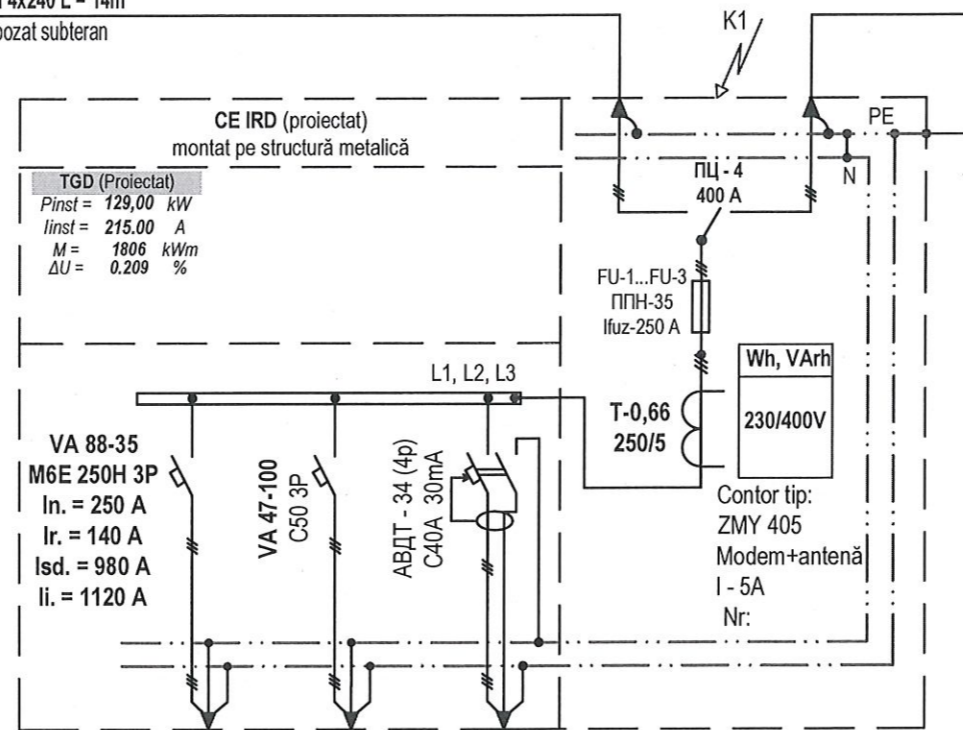 4x240 L = 14m
pozat subteran
K1
CE IRD (proiectat)
montat pe structură metalică
PE
N
TGD (Proiectat)
Pinst = 129,00 kW
Iinst = 215.00 A
M = 1806 kWm
ΔU = 0.209 %
ПЦ - 4
400 A
FU-1...FU-3
ППН-35
Ifuz-250 A
L1, L2, L3
Wh, VArh
230/400V
T-0,66
250/5
VA 88-35
M6E 250H 3P
In. = 250 A
Ir. = 140 A
Isd. = 980 A
Ii. = 1120 A
VA 47-100
C50 3P
АВДТ - 34 (4p)
C40A 30mA
Contor tip:
ZMY 405
Modem+antenă
I - 5A
Nr: